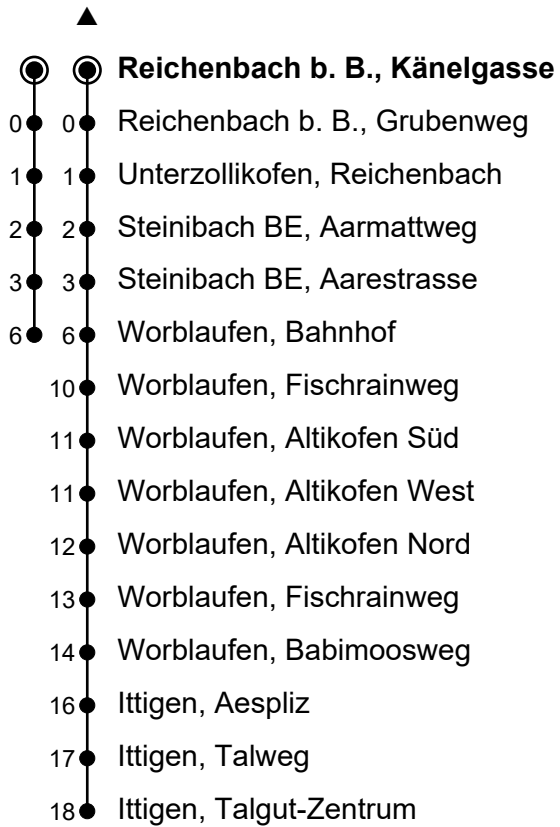 Reichenbach b. B., Känelgasse
0 0 Reichenbach b. B., Grubenweg
1 1 Unterzollikofen, Reichenbach
2 2 Steinibach BE, Aarmattweg
3 3 Steinibach BE, Aarestrasse
6 6 Worblaufen, Bahnhof
10 Worblaufen, Fischrainweg
11 Worblaufen, Altikofen Süd
11 Worblaufen, Altikofen West
12 Worblaufen, Altikofen Nord
13 Worblaufen, Fischrainweg
14 Worblaufen, Babimoosweg
16 Ittigen, Aespliz
17 Ittigen, Talweg
18 Ittigen, Talgut-Zentrum